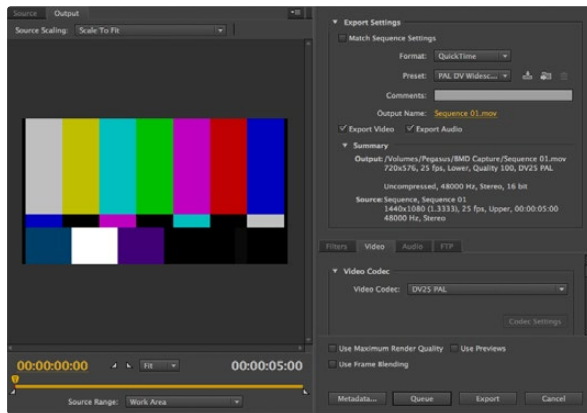 Source Output
Source Scaling: Scale To Fit
00:00:00:00 Fit 00:00:05:00
Source Range: Work Area
Export Settings
Match Sequence Settings
Format: QuickTime
Preset: PAL DV Widesc...
Comments:
Output Name: Sequence 01.mov
Export Video Export Audio
Summary
Output: /Volumes/Pegasus/BMD Capture/Sequence 01.mov
720x576, 25 fps, Lower, Quality 100, DV25 PAL
Uncompressed, 48000 Hz, Stereo, 16 bit
Source: Sequence, Sequence 01
1440x1080 (1.3333), 25 fps, Upper, 00:00:05:00
48000 Hz, Stereo
Filters Video Audio FTP
Video Codec
Video Codec: DV25 PAL
Codec Settings
Use Maximum Render Quality Use Previews
Use Frame Blending
Metadata... Queue Export Cancel